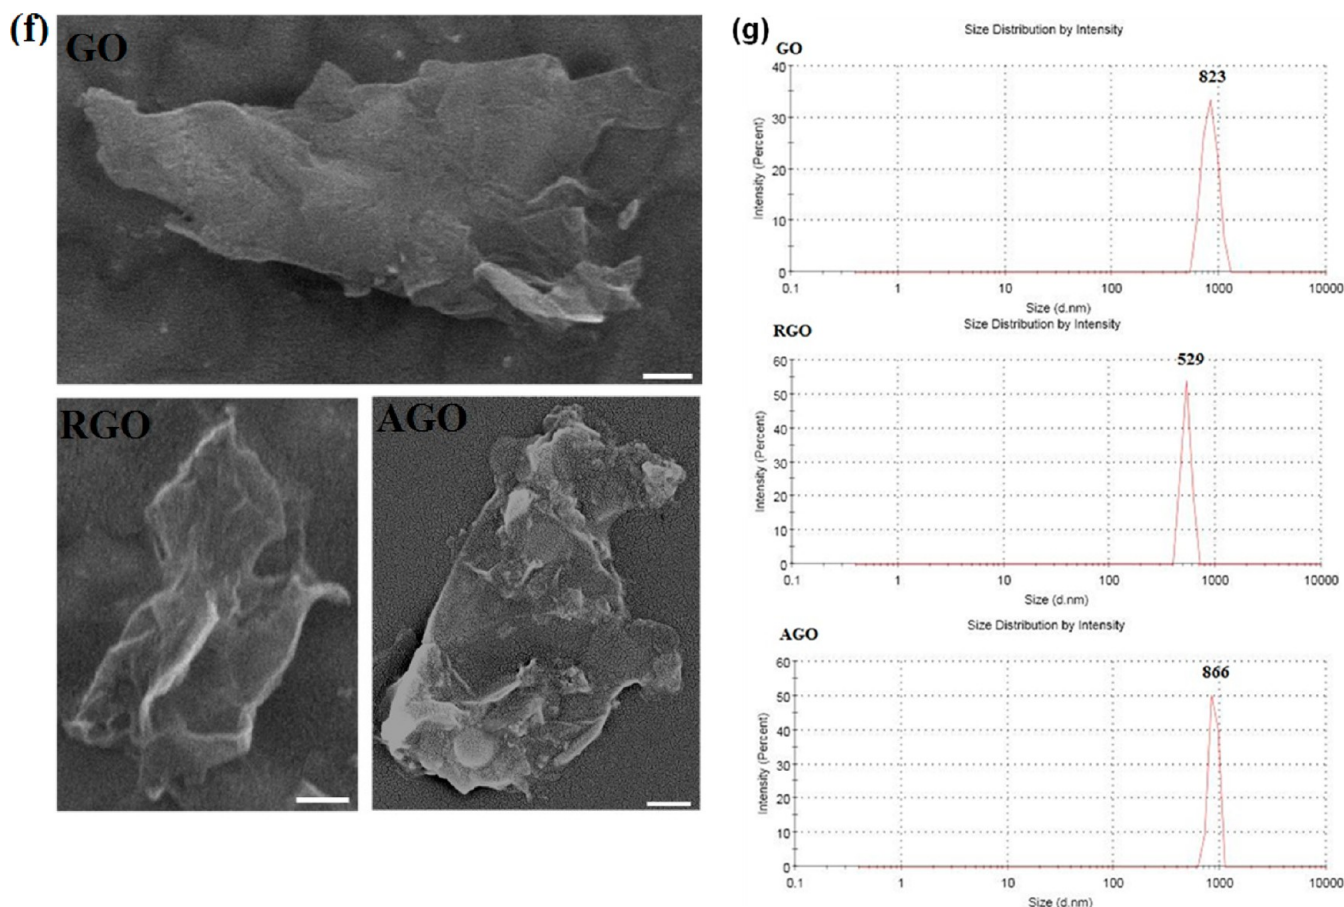 (f)
GO
RGO
AGO
(g)
Size Distribution by Intensity
GO
823
40
30
20
10
0
Intensity (Percent)
0.1 1 10 100 1000 10000
Size (d.nm)
Size Distribution by Intensity
RGO
529
60
50
40
30
20
10
0
Intensity (Percent)
0.1 1 10 100 1000 10000
Size (d.nm)
Size Distribution by Intensity
AGO
866
60
50
40
30
20
10
0
Intensity (Percent)
0.1 1 10 100 1000 10000
Size (d.nm)